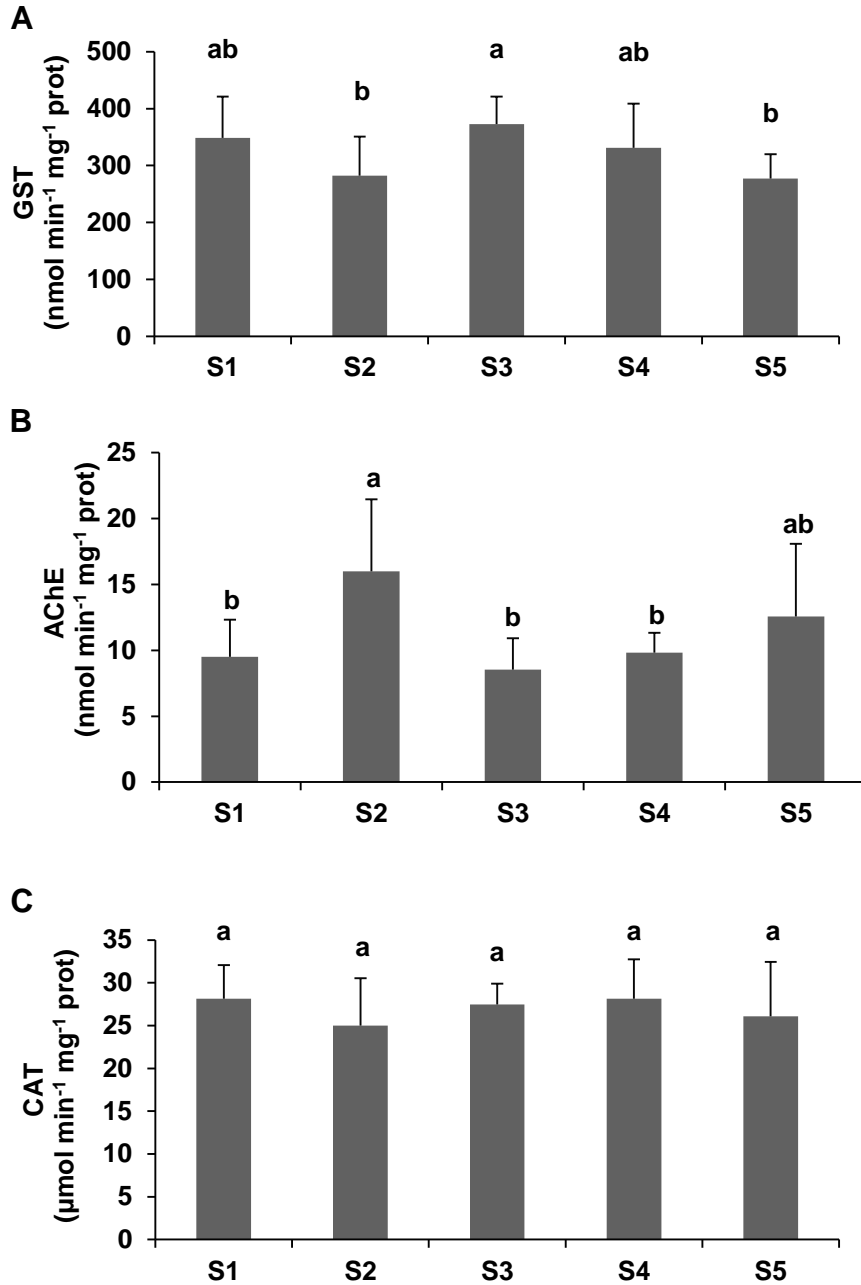 A
500
400
300
200
100
0
GST
(nmol min⁻¹ mg⁻¹ prot)
ab
b
a
ab
b
S1 S2 S3 S4 S5
B
25
20
15
10
5
0
AChE
(nmol min⁻¹ mg⁻¹ prot)
b
a
b
b
ab
S1 S2 S3 S4 S5
C
35
30
25
20
15
10
5
0
CAT
(µmol min⁻¹ mg⁻¹ prot)
a
a
a
a
a
S1 S2 S3 S4 S5